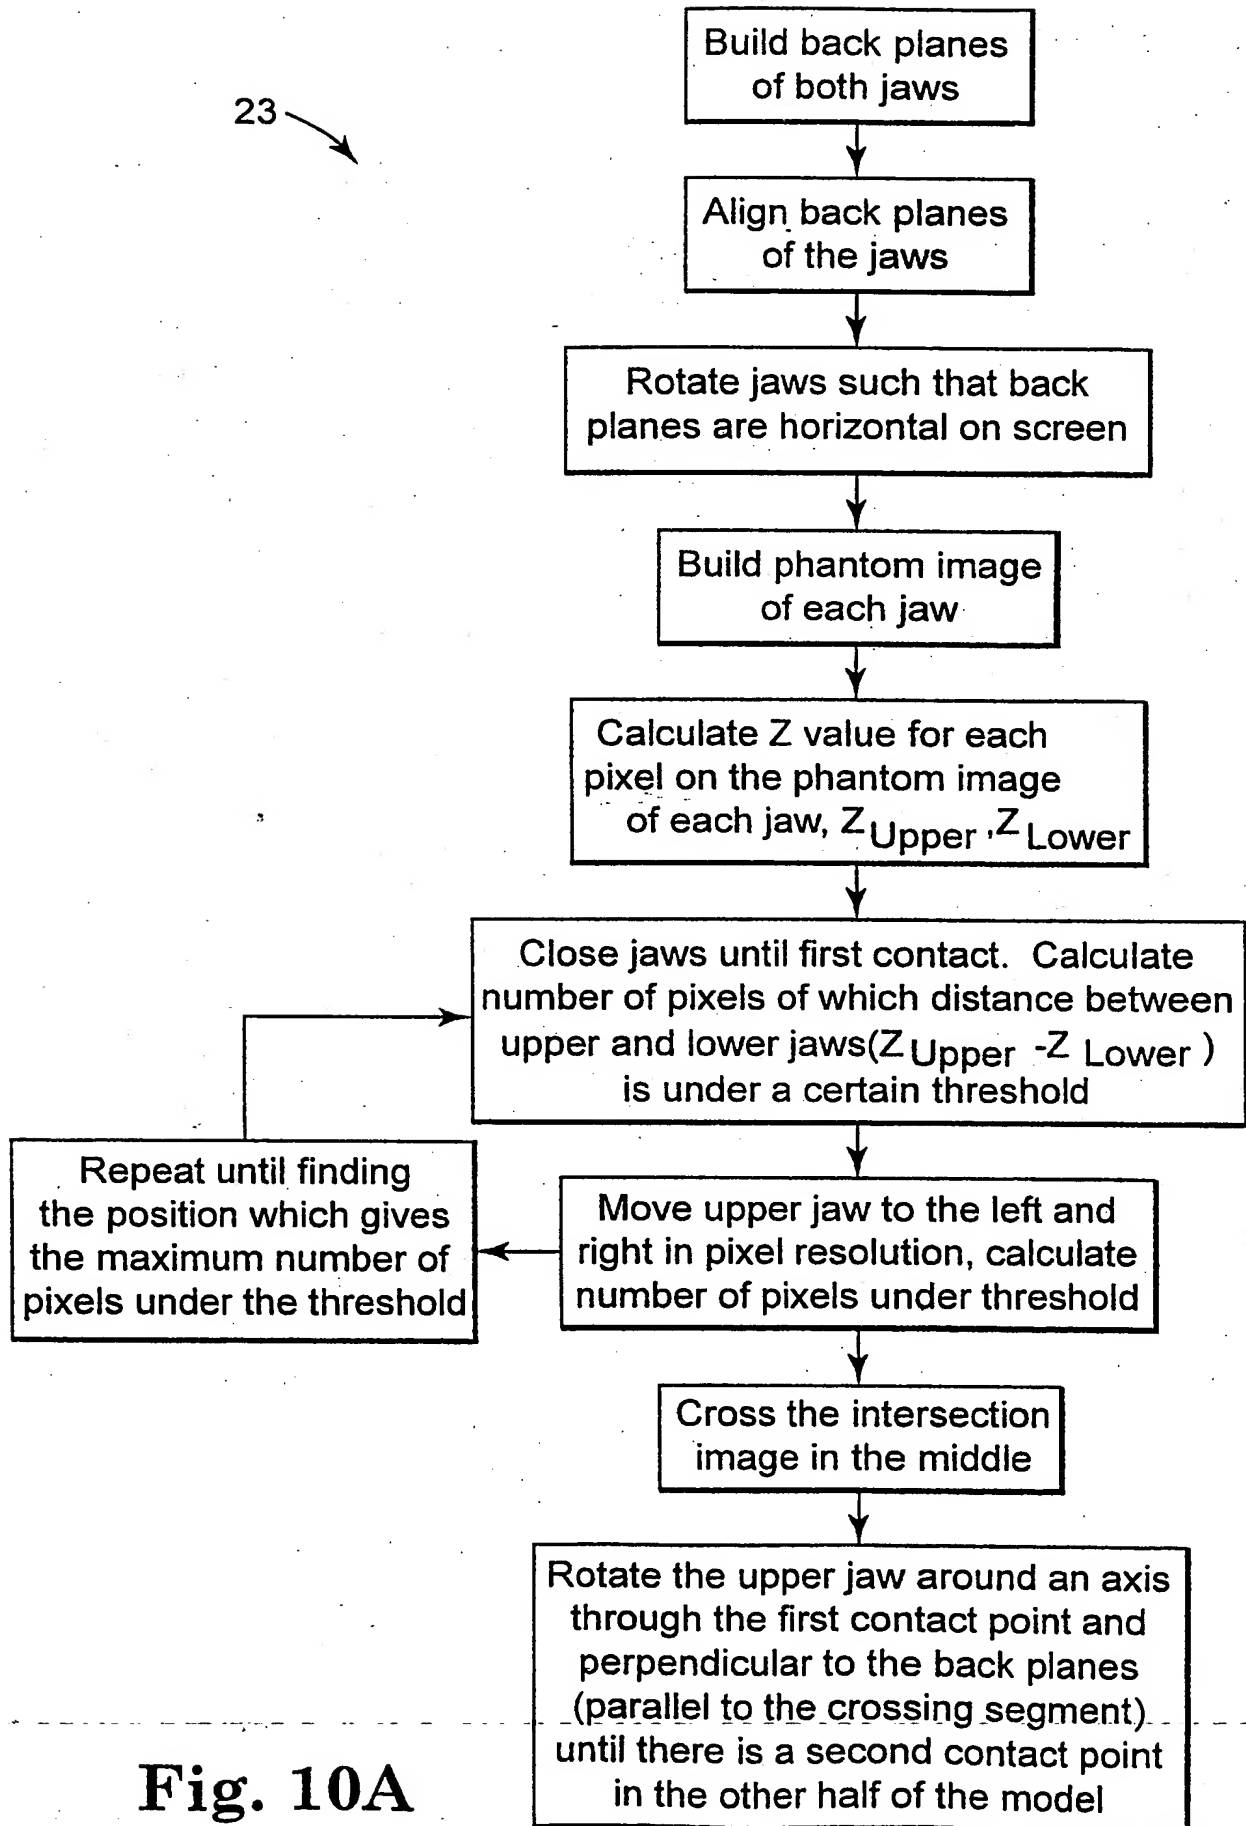 Build back planes
of both jaws
23
Align back planes
of the jaws
Rotate jaws such that back
planes are horizontal on screen
Build phantom image
of each jaw
Calculate Z value for each
pixel on the phantom image
of each jaw, Z Upper ,Z Lower
Close jaws until first contact. Calculate
number of pixels of which distance between
upper and lower jaws(Z Upper -Z Lower )
is under a certain threshold
Repeat until finding
the position which gives
the maximum number of
pixels under the threshold
Move upper jaw to the left and
right in pixel resolution, calculate
number of pixels under threshold
Cross the intersection
image in the middle
Rotate the upper jaw around an axis
through the first contact point and
perpendicular to the back planes
(parallel to the crossing segment)
until there is a second contact point
in the other half of the model
Fig. 10A